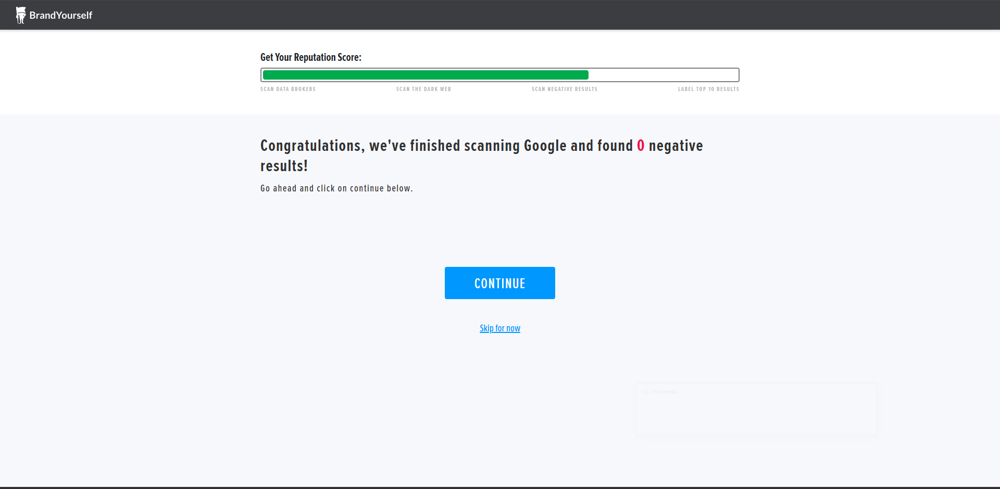 BrandYourself
Get Your Reputation Score:
SCAN DATA BROKERS
SCAN THE DARK WEB
SCAN NEGATIVE RESULTS
LABEL TOP 10 RESULTS
Congratulations, we've finished scanning Google and found 0 negative
results!
Go ahead and click on continue below.
CONTINUE
Skip for now
Ножницы